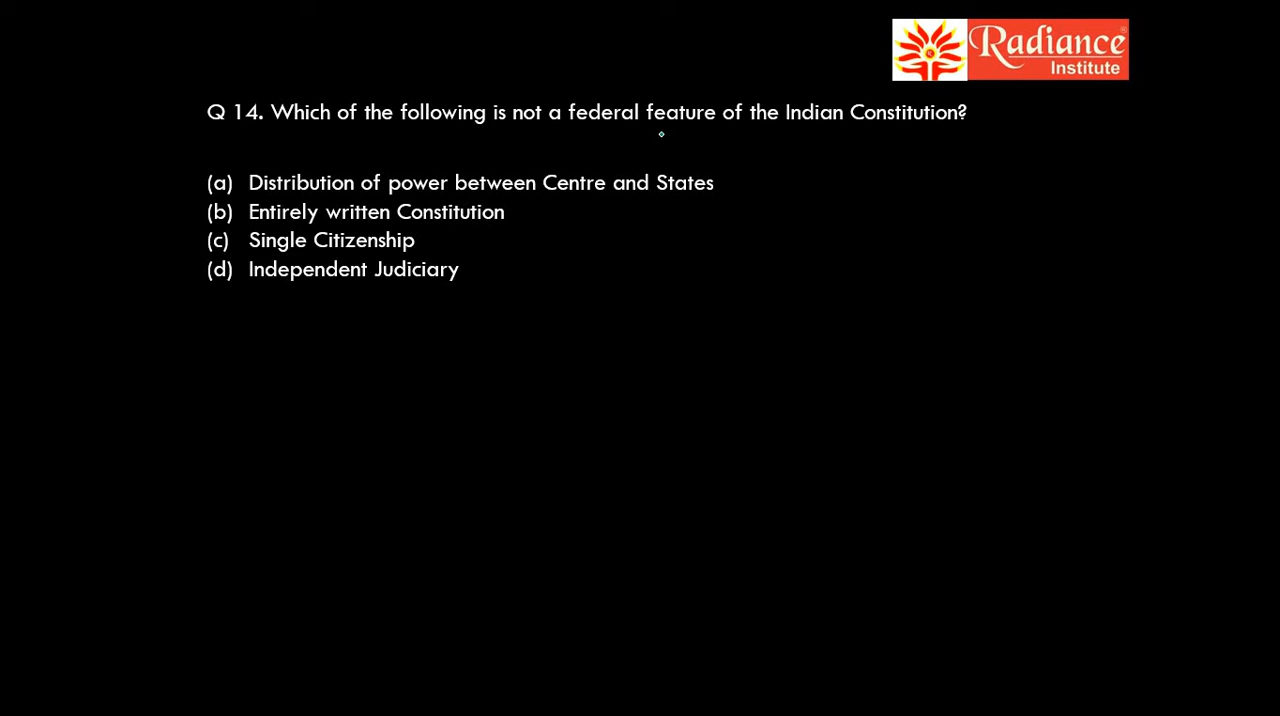 Radiance
Institute
Q 14. Which of the following is not a federal feature of the Indian Constitution?
(a) Distribution of power between Centre and States
(b) Entirely written Constitution
(c) Single Citizenship
(d) Independent Judiciary